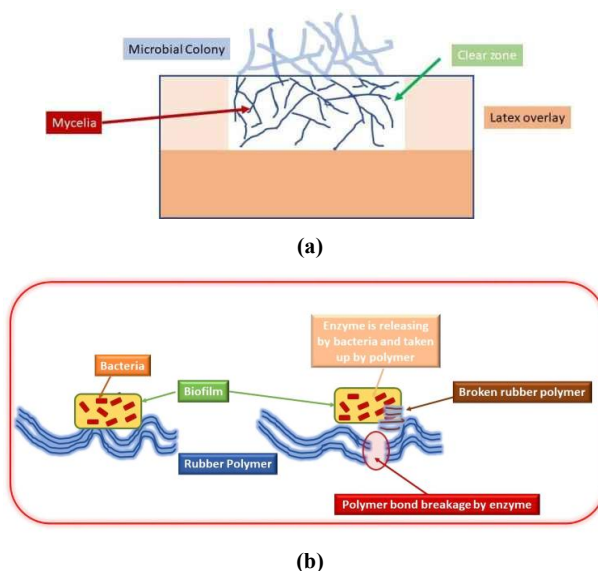 Microbial Colony
Clear zone
Mycelia
Latex overlay
(a)
Enzyme is releasing
by bacteria and taken
up by polymer
Bacteria
Biofilm
Broken rubber polymer
Rubber Polymer
Polymer bond breakage by enzyme
(b)